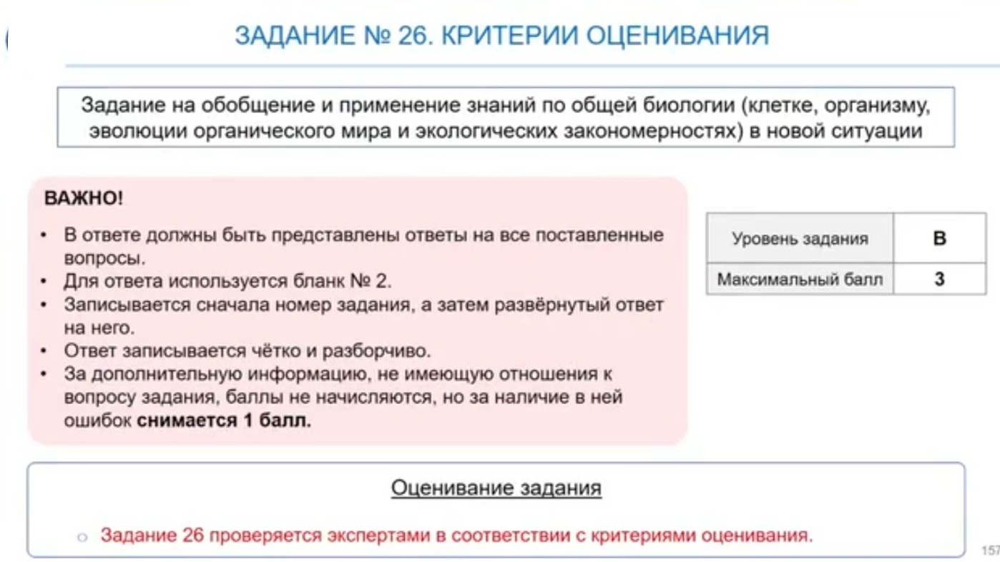 ЗАДАНИЕ № 26. КРИТЕРИИ ОЦЕНИВАНИЯ
Задание на обобщение и применение знаний по общей биологии (клетке, организму,
эволюции органического мира и экологических закономерностях) в новой ситуации
ВАЖНО!
• В ответе должны быть представлены ответы на все поставленные
вопросы.
• Для ответа используется бланк № 2.
• Записывается сначала номер задания, а затем развёрнутый ответ
на него.
• Ответ записывается чётко и разборчиво.
• За дополнительную информацию, не имеющую отношения к
вопросу задания, баллы не начисляются, но за наличие в ней
ошибок снимается 1 балл.
Уровень задания В
Максимальный балл 3
Оценивание задания
o Задание 26 проверяется экспертами в соответствии с критериями оценивания.
157